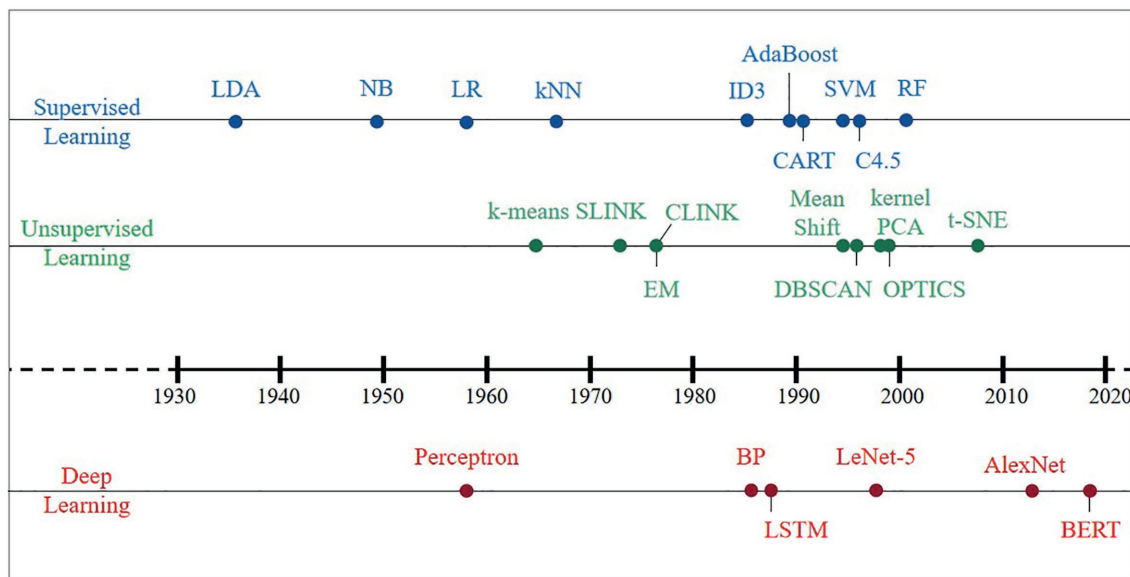 AdaBoost
LDA NB LR kNN ID3 SVM RF
Supervised
Learning
CART C4.5
k-means SLINK CLINK Mean
Shift kernel
PCA t-SNE
Unsupervised
Learning
EM DBSCAN OPTICS
1930 1940 1950 1960 1970 1980 1990 2000 2010 2020
Perceptron BP LeNet-5 AlexNet
Deep
Learning
LSTM BERT